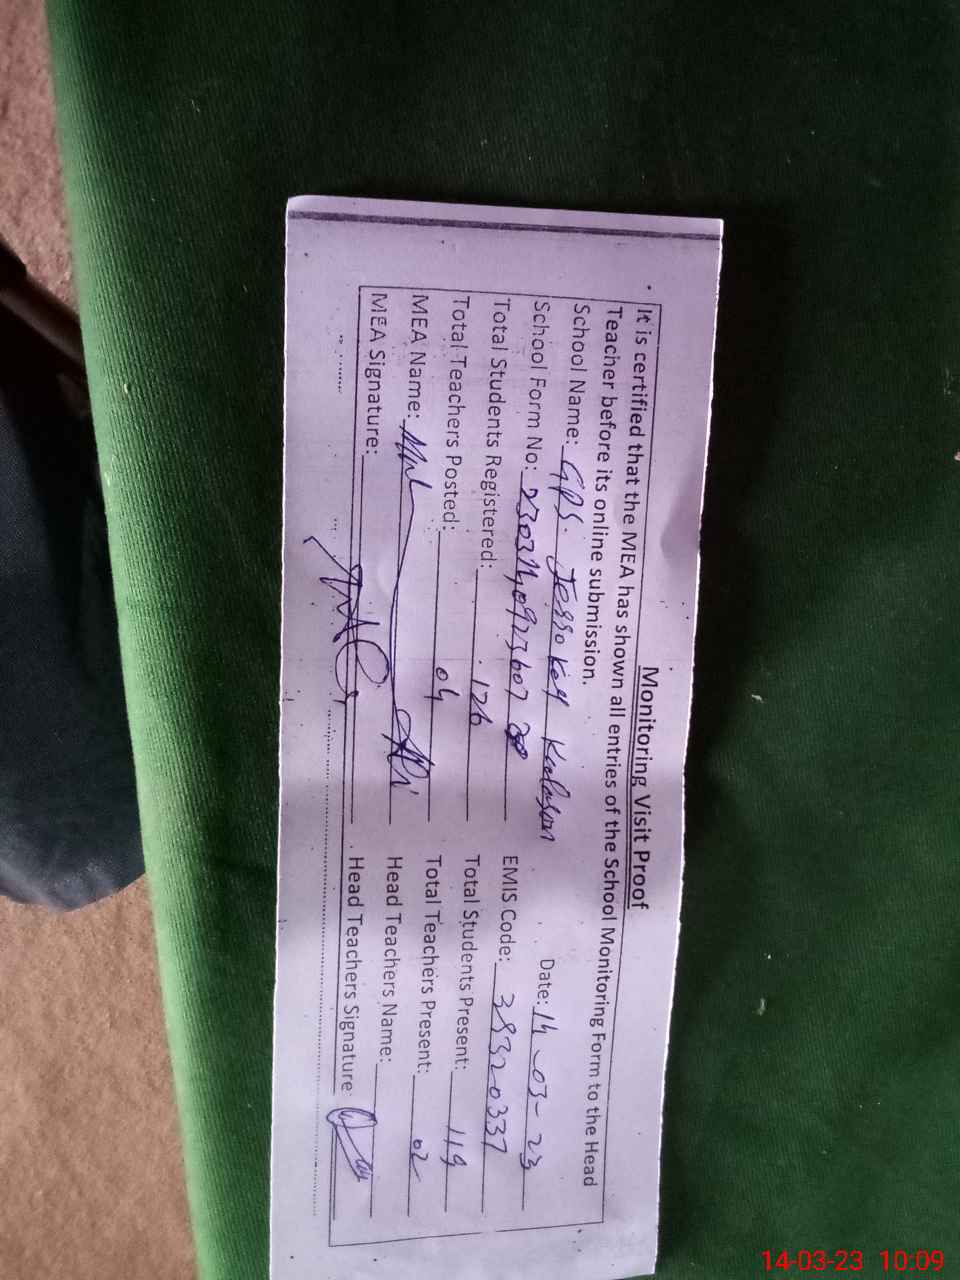 Monitoring Visit Proof
It is certified that the MEA has shown all entries of the School Monitoring Form to the Head
Teacher before its online submission.
School Name: GPS. Jesso Kely Date: 14-03-23
School Form No: EMIS Code: 38320337
Total Students Registered: 126 Total Students Present: 119
Total Teachers Posted: 04 Total Teachers Present: 02
MEA Name: Ali Head Teachers Name:
MEA Signature: Head Teachers Signature:
14-03-23 10:09